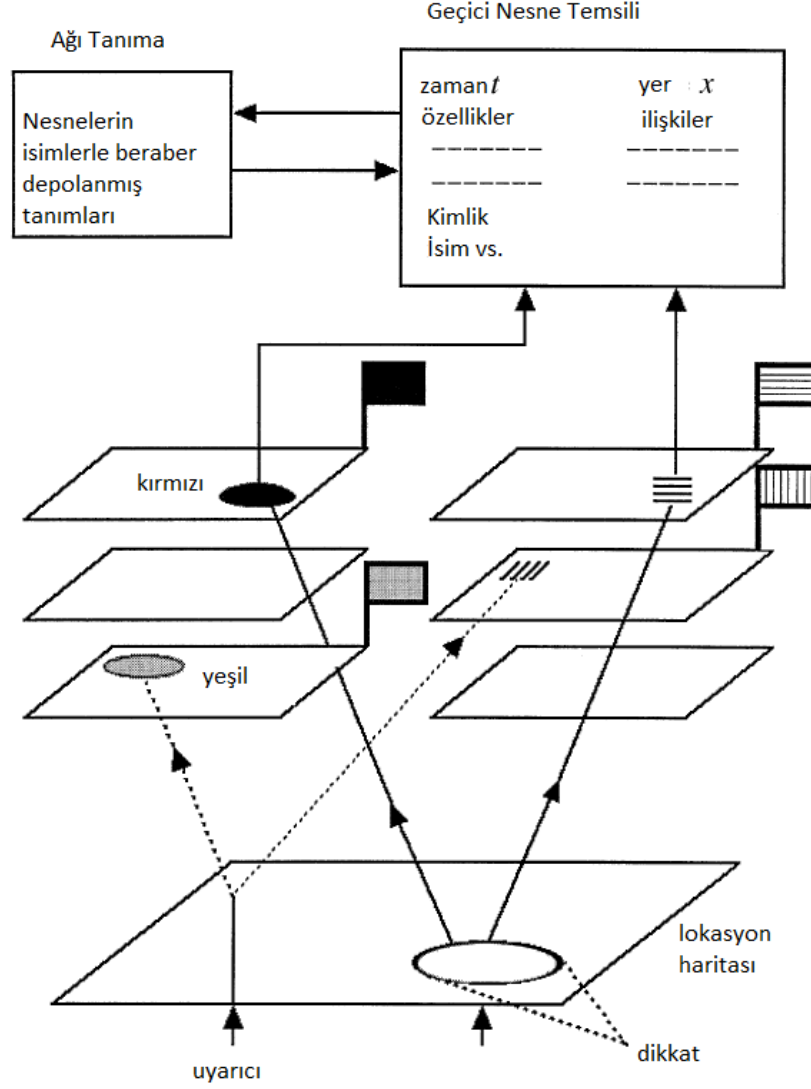 Geçici Nesne Temsili
Ağı Tanıma
Nesnelerin
isimlerle beraber
depolanmış
tanımları
zaman t
özellikler
yer : x
ilişkiler
Kimlik
İsim vs.
kırmızı
yeşil
lokasyon
haritası
dikkat
uyarıcı